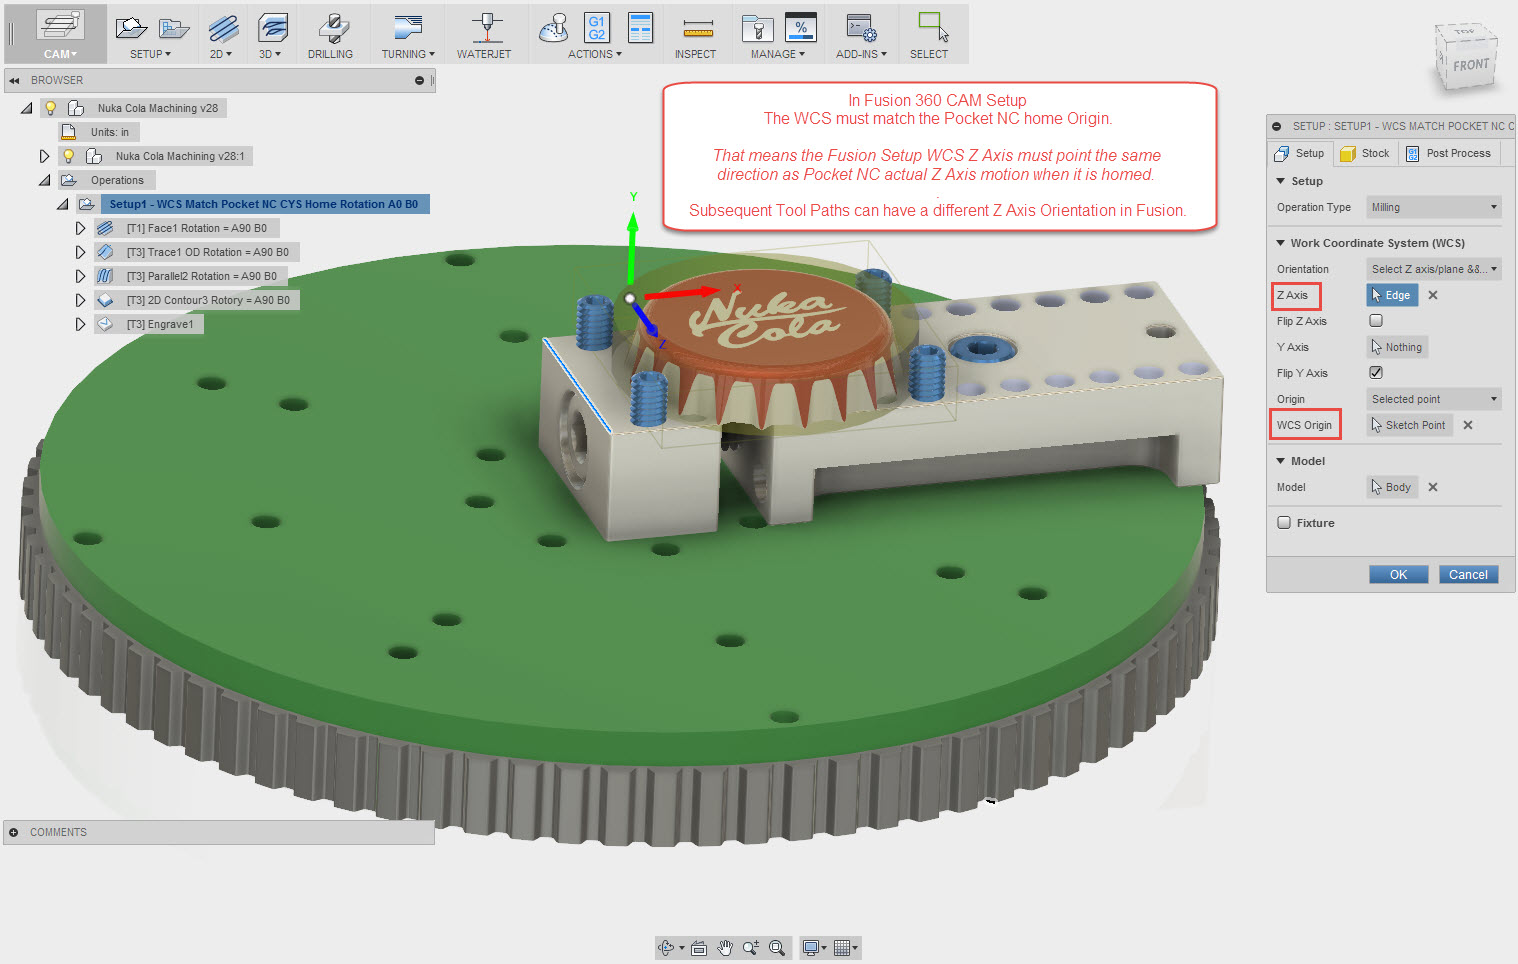 CAM▾
SETUP ▾
2D ▾
3D ▾
DRILLING
TURNING ▾
WATERJET
G1
G2
ACTIONS ▾
INSPECT
%
MANAGE ▾
ADD-INS ▾
SELECT
TOP
FRONT
BROWSER
Nuka Cola Machining v28
Units: in
Nuka Cola Machining v28:1
Operations
Setup1 - WCS Match Pocket NC CYS Home Rotation A0 B0
[T1] Face1 Rotation = A90 B0
[T3] Trace1 OD Rotation = A90 B0
[T3] Parallel2 Rotation = A90 B0
[T3] 2D Contour3 Rotory = A90 B0
[T3] Engrave1
In Fusion 360 CAM Setup
The WCS must match the Pocket NC home Origin.
That means the Fusion Setup WCS Z Axis must point the same
direction as Pocket NC actual Z Axis motion when it is homed.
.
Subsequent Tool Paths can have a different Z Axis Orientation in Fusion.
Y
X
Z
Nuka
Cola
SETUP : SETUP1 - WCS MATCH POCKET NC C
Setup
Stock
G1
G2
Post Process
Setup
Operation Type Milling
Work Coordinate System (WCS)
Orientation Select Z axis/plane &&...
Z Axis Edge
Flip Z Axis
Y Axis Nothing
Flip Y Axis
Origin Selected point
WCS Origin Sketch Point
Model
Model Body
Fixture
OK Cancel
COMMENTS